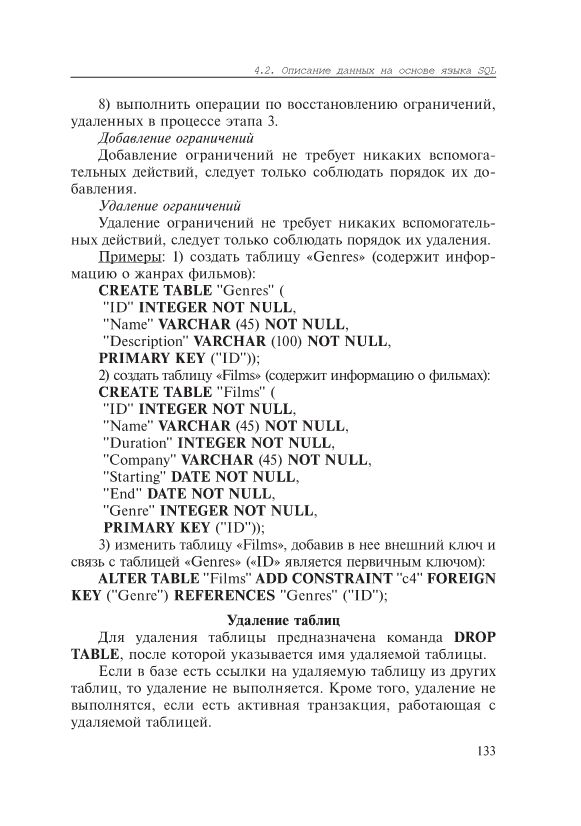 4.2. Описание данных на основе языка SQL
8) выполнить операции по восстановлению ограничений,
удаленных в процессе этапа 3.
Добавление ограничений
Добавление ограничений не требует никаких вспомога-
тельных действий, следует только соблюдать порядок их до-
бавления.
Удаление ограничений
Удаление ограничений не требует никаких вспомогатель-
ных действий, следует только соблюдать порядок их удаления.
Примеры: 1) создать таблицу «Genres» (содержит инфор-
мацию о жанрах фильмов):
CREATE TABLE "Genres" (
"ID" INTEGER NOT NULL,
"Name" VARCHAR (45) NOT NULL,
"Description" VARCHAR (100) NOT NULL,
PRIMARY KEY ("ID"));
2) создать таблицу «Films» (содержит информацию о фильмах):
CREATE TABLE "Films" (
"ID" INTEGER NOT NULL,
"Name" VARCHAR (45) NOT NULL,
"Duration" INTEGER NOT NULL,
"Company" VARCHAR (45) NOT NULL,
"Starting" DATE NOT NULL,
"End" DATE NOT NULL,
"Genre" INTEGER NOT NULL,
PRIMARY KEY ("ID"));
3) изменить таблицу «Films», добавив в нее внешний ключ и
связь с таблицей «Genres» («ID» является первичным ключом):
ALTER TABLE "Films" ADD CONSTRAINT "c4" FOREIGN
KEY ("Genre") REFERENCES "Genres" ("ID");
Удаление таблиц
Для удаления таблицы предназначена команда DROP
TABLE, после которой указывается имя удаляемой таблицы.
Если в базе есть ссылки на удаляемую таблицу из других
таблиц, то удаление не выполняется. Кроме того, удаление не
выполнятся, если есть активная транзакция, работающая с
удаляемой таблицей.
133